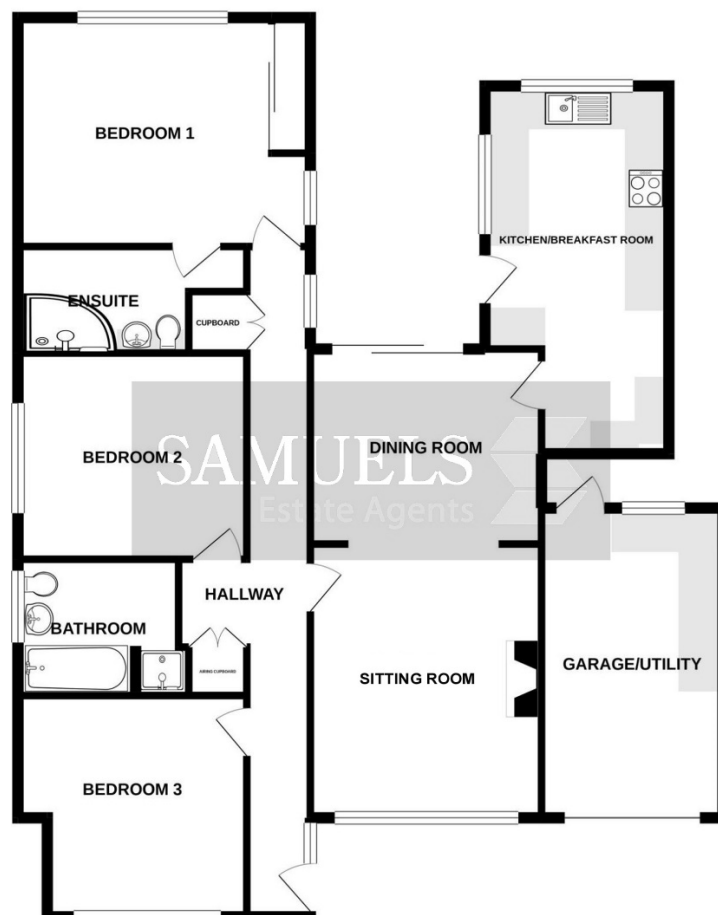 BEDROOM 1
KITCHEN/BREAKFAST ROOM
ENSUITE
CUPBOARD
DINING ROOM
BEDROOM 2
SAMUELS
Estate Agents
HALLWAY
BATHROOM
AIRING CUPBOARD
GARAGE/UTILITY
SITTING ROOM
BEDROOM 3